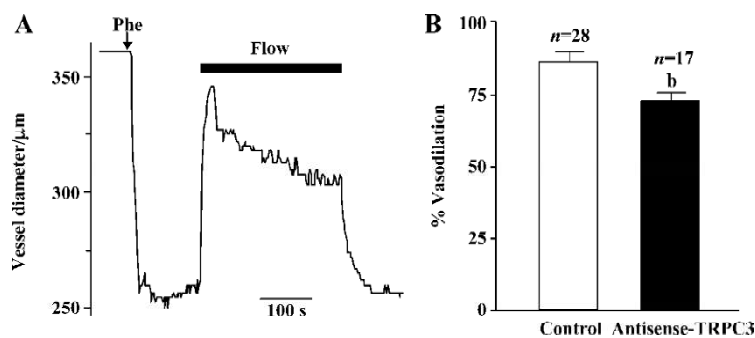 A
Phe
Flow
350
300
250
Vessel diameter/μm
100 s
B
n=28
n=17
b
100
75
50
25
0
% Vasodilation
Control
Antisense-TRPC3